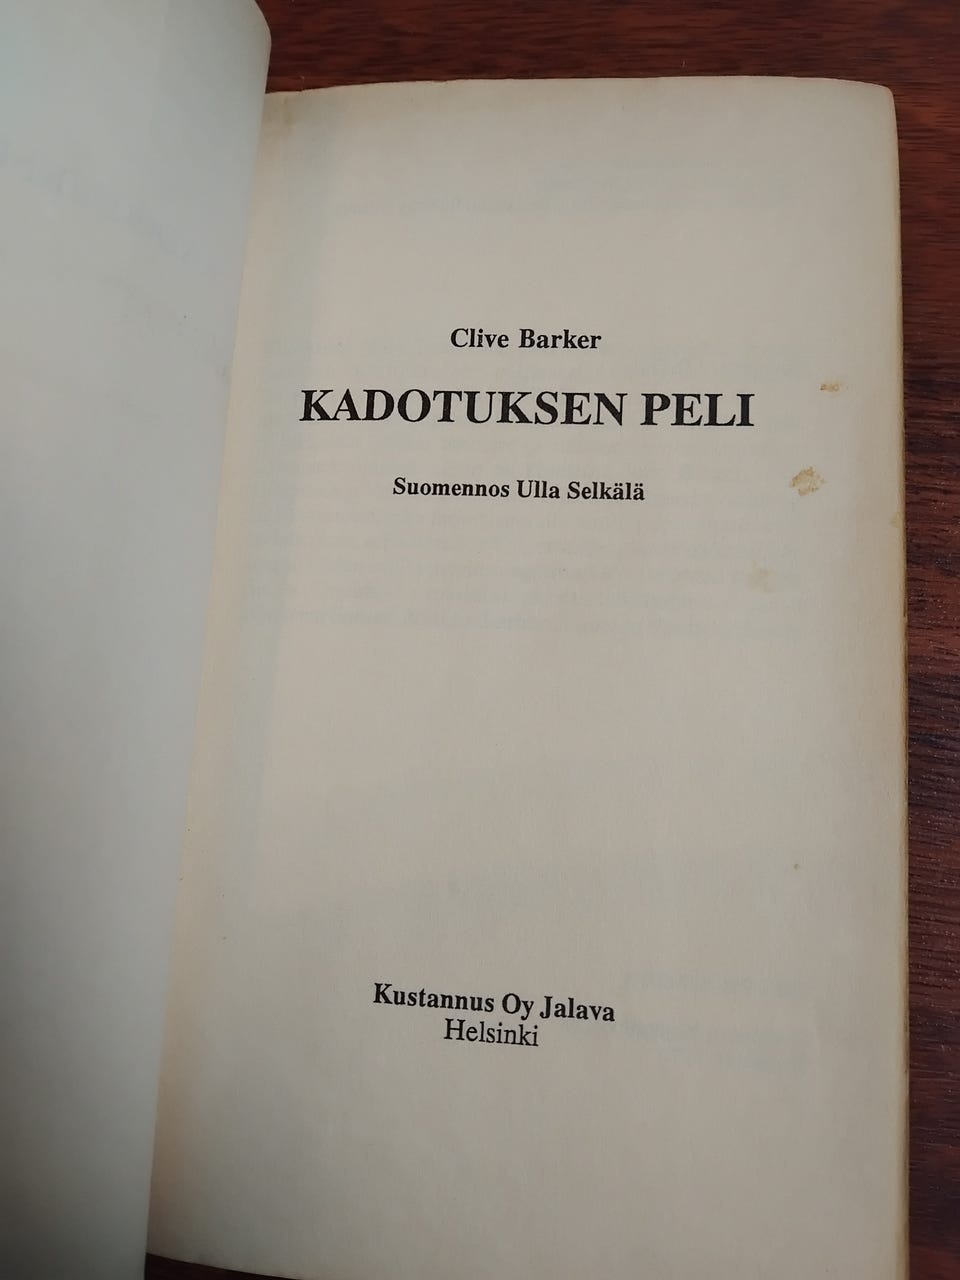 Clive Barker
KADOTUKSEN PELI
Suomennos Ulla Selkälä
Kustannus Oy Jalava
Helsinki